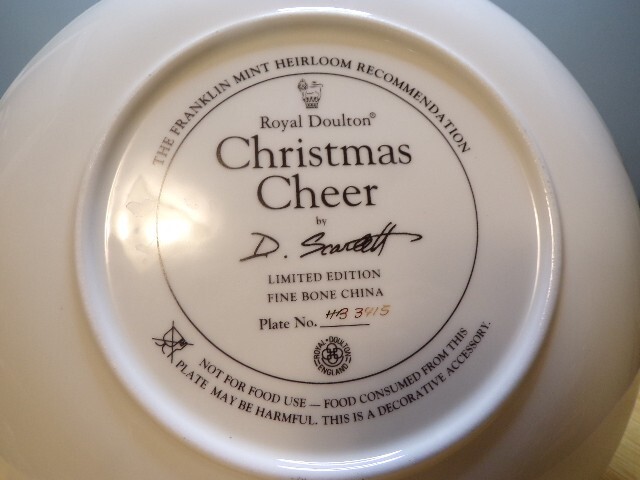 THE FRANKLIN MINT HEIRLOOM RECOMMENDATION
Royal Doulton®
Christmas
Cheer
by
D. Scarlett
LIMITED EDITION
FINE BONE CHINA
Plate No. HB 3415
ROYAL DOULTON
ENGLAND
NOT FOR FOOD USE — FOOD CONSUMED FROM THIS
PLATE MAY BE HARMFUL. THIS IS A DECORATIVE ACCESSORY.